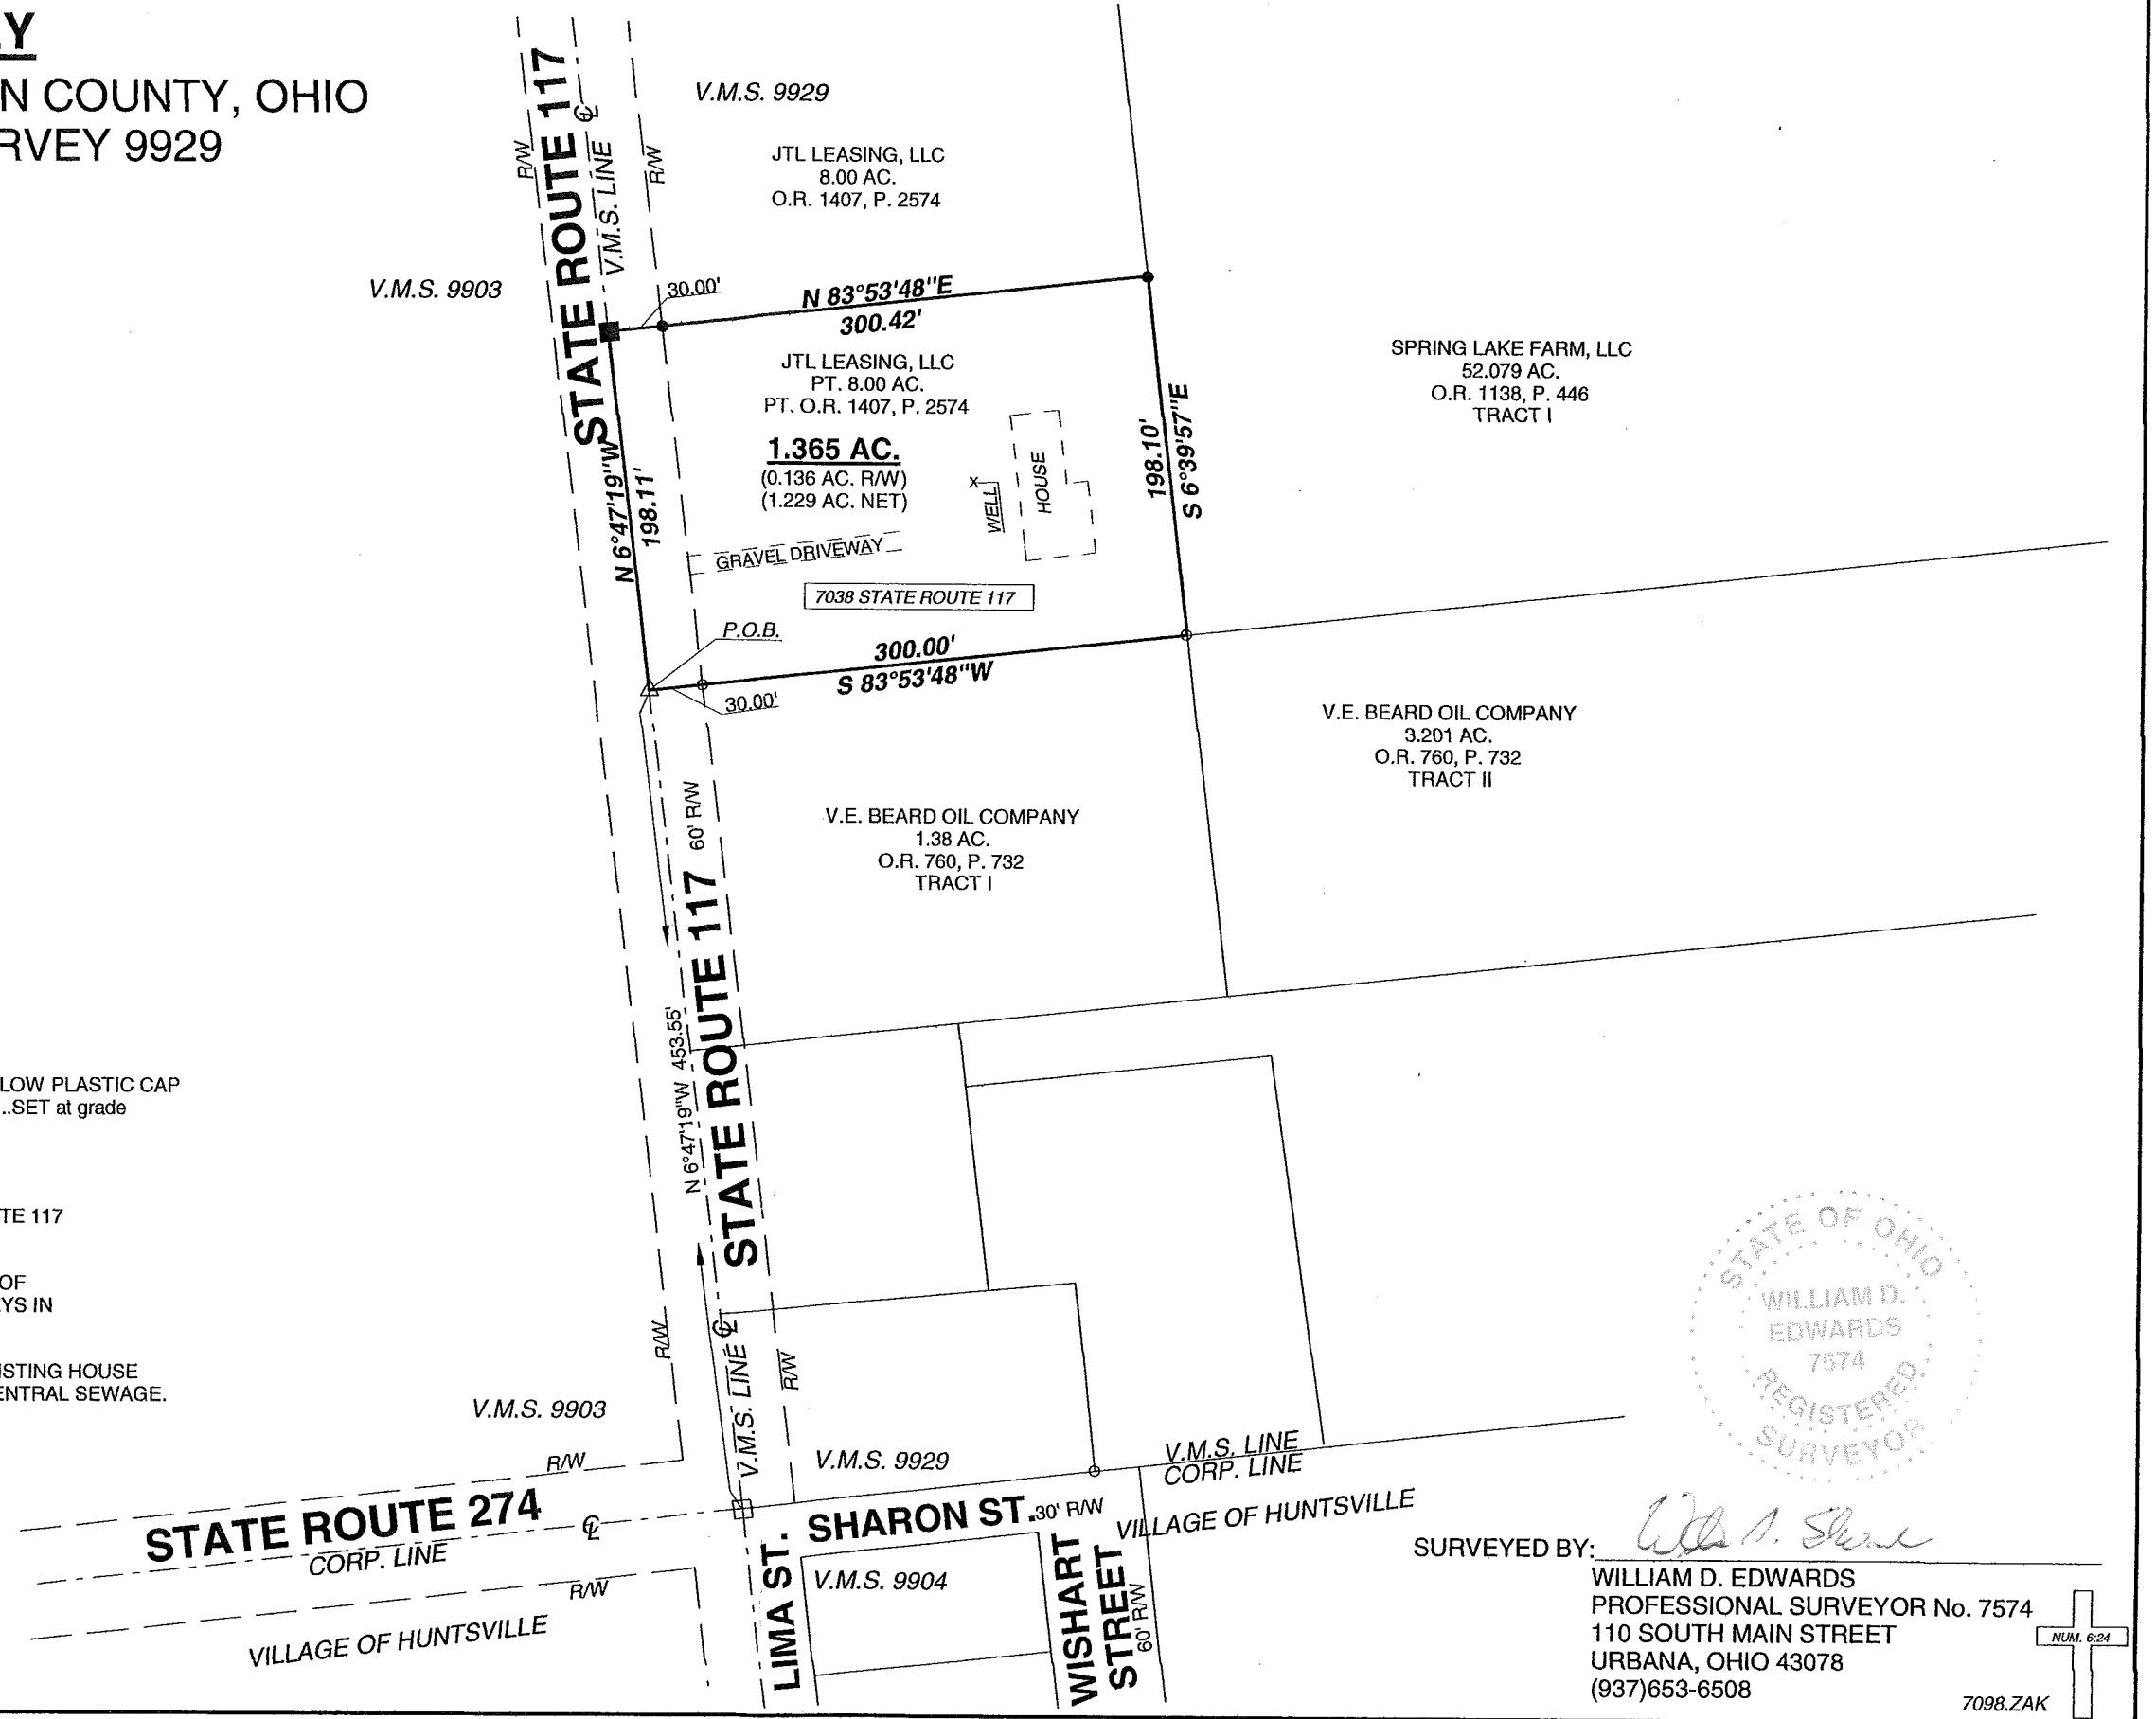 Y
N COUNTY, OHIO
RVEY 9929
STATE ROUTE 117
R/W
V.M.S. LINE
℄
R/W
V.M.S. 9929
JTL LEASING, LLC
8.00 AC.
O.R. 1407, P. 2574
V.M.S. 9903
30.00'
N 83°53'48"E
300.42'
JTL LEASING, LLC
PT. 8.00 AC.
PT. O.R. 1407, P. 2574
1.365 AC.
(0.136 AC. R/W)
(1.229 AC. NET)
X
WELL
HOUSE
198.10'
S 6°39'57"E
SPRING LAKE FARM, LLC
52.079 AC.
O.R. 1138, P. 446
TRACT I
N 6°47'19"W
198.11'
GRAVEL DRIVEWAY
7038 STATE ROUTE 117
P.O.B.
300.00'
S 83°53'48"W
30.00'
V.E. BEARD OIL COMPANY
3.201 AC.
O.R. 760, P. 732
TRACT II
V.E. BEARD OIL COMPANY
1.38 AC.
O.R. 760, P. 732
TRACT I
60' R/W
STATE ROUTE 117
N 6°47'19"W 453.55'
LOW PLASTIC CAP
..SET at grade
TE 117
OF
YS IN
ISTING HOUSE
ENTRAL SEWAGE.
R/W
℄
V.M.S. LINE
R/W
V.M.S. 9903
R/W
V.M.S. 9929
V.M.S. LINE
CORP. LINE
STATE ROUTE 274
℄
CORP. LINE
R/W
VILLAGE OF HUNTSVILLE
SHARON ST. 30' R/W
VILLAGE OF HUNTSVILLE
LIMA ST.
V.M.S. 9904
WISHART
STREET
60' R/W
STATE OF OHIO
WILLIAM D.
EDWARDS
7574
REGISTERED
SURVEYOR
SURVEYED BY:
WILLIAM D. EDWARDS
PROFESSIONAL SURVEYOR No. 7574
110 SOUTH MAIN STREET
URBANA, OHIO 43078
(937)653-6508
NUM. 6:24
7098.ZAK